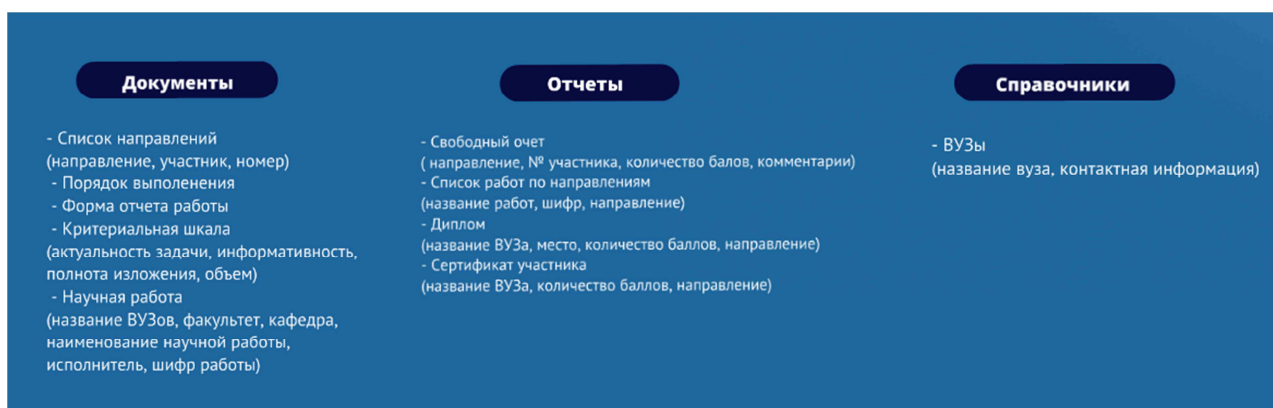 Документы
- Список направлений
(направление, участник, номер)
- Порядок выполенения
- Форма отчета работы
- Критериальная шкала
(актуальность задачи, информативность,
полнота изложения, объем)
- Научная работа
(название ВУЗов, факультет, кафедра,
наименование научной работы,
исполнитель, шифр работы)
Отчеты
- Свободный очет
( направление, № участника, количество балов, комментарии)
- Список работ по направлениям
(название работ, шифр, направление)
- Диплом
(название ВУЗа, место, количество баллов, направление)
- Сертификат участника
(название ВУЗа, количество баллов, направление)
Справочники
- ВУЗы
(название вуза, контактная информация)